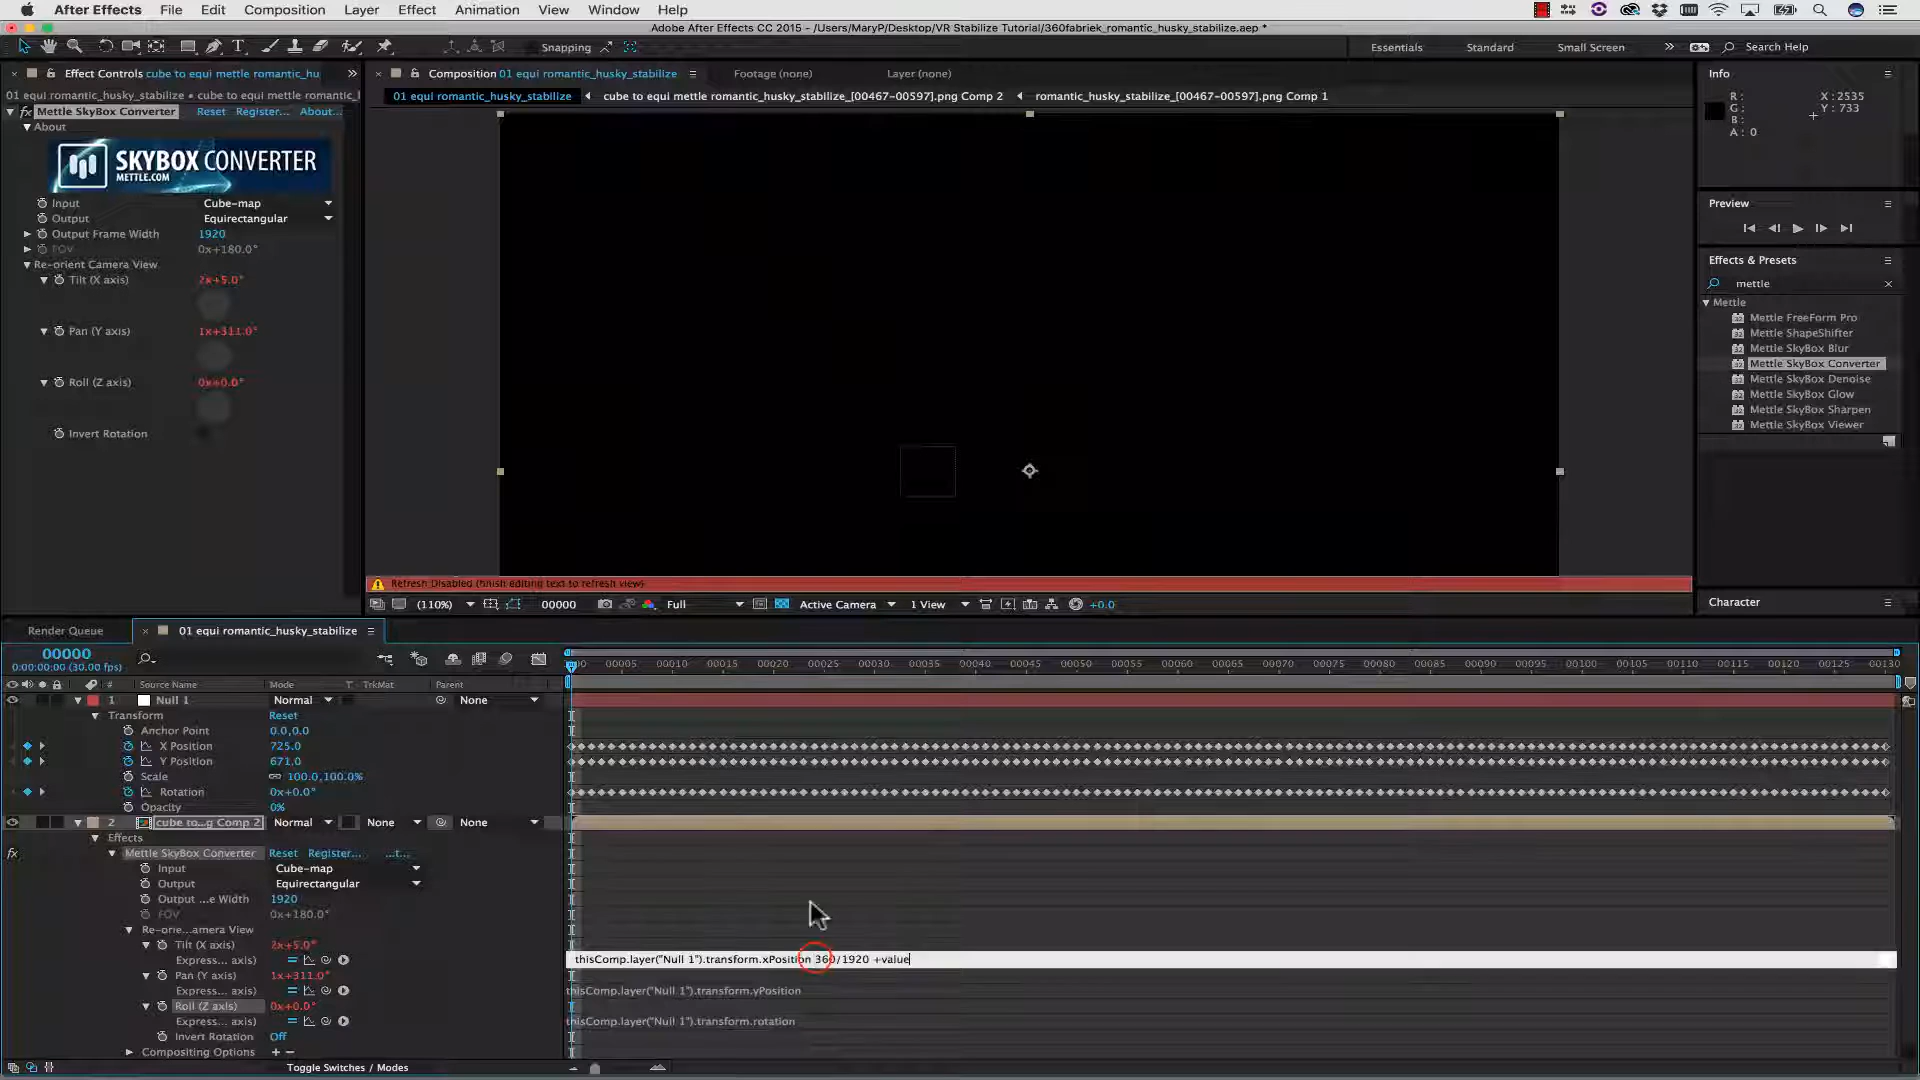 After Effects File Edit Composition Layer Effect Animation View Window Help
Adobe After Effects CC 2015 - /Users/MaryP/Desktop/VR Stabilize Tutorial/360fabriek_romantic_husky_stabilize.aep *
Snapping Essentials Standard Small Screen Search Help
Effect Controls cube to equi mettle romantic_hu
01 equi romantic_husky_stabilize • cube to equi mettle romantic_l
Mettle SkyBox Converter Reset Register... About...
About
SKYBOX CONVERTER
METTLE.COM
Input Cube-map
Output Equirectangular
Output Frame Width 1920
FOV 0x+180.0°
Re-orient Camera View
Tilt (X axis) 2x+5.0°
Pan (Y axis) 1x+311.0°
Roll (Z axis) 0x+0.0°
Invert Rotation
Composition 01 equi romantic_husky_stabilize Footage (none) Layer (none)
01 equi romantic_husky_stabilize cube to equi mettle romantic_husky_stabilize_[00467-00597].png Comp 2 romantic_husky_stabilize_[00467-00597].png Comp 1
Refresh Disabled (finish editing text to refresh view)
(110%) 00000 Full Active Camera 1 View +0.0
Info
R : X : 2535
G : Y : 733
B :
A : 0
Preview
Effects & Presets
mettle
Mettle
Mettle FreeForm Pro
Mettle ShapeShifter
Mettle SkyBox Blur
Mettle SkyBox Converter
Mettle SkyBox Denoise
Mettle SkyBox Glow
Mettle SkyBox Sharpen
Mettle SkyBox Viewer
Character
Render Queue 01 equi romantic_husky_stabilize
00000
0:00:00:00 (30.00 fps)
00005 00010 00015 00020 00025 00030 00035 00040 00045 00050 00055 00060 00065 00070 00075 00080 00085 00090 00095 00100 00105 00110 00115 00120 00125 00130
# Source Name Mode T TrkMat Parent
1 Null 1 Normal None
Transform Reset
Anchor Point 0.0,0.0
X Position 725.0
Y Position 671.0
Scale 100.0,100.0%
Rotation 0x+0.0°
Opacity 0%
2 cube to...g Comp 2 Normal None None
Effects
Mettle SkyBox Converter Reset Register... ...t...
Input Cube-map
Output Equirectangular
Output ...e Width 1920
FOV 0x+180.0°
Re-orie...amera View
Tilt (X axis) 2x+5.0°
Express... axis) thisComp.layer("Null 1").transform.xPosition 360/1920 +value
Pan (Y axis) 1x+311.0°
Express... axis) thisComp.layer("Null 1").transform.yPosition
Roll (Z axis) 0x+0.0°
Express... axis) thisComp.layer("Null 1").transform.rotation
Invert Rotation Off
Compositing Options + −
Toggle Switches / Modes